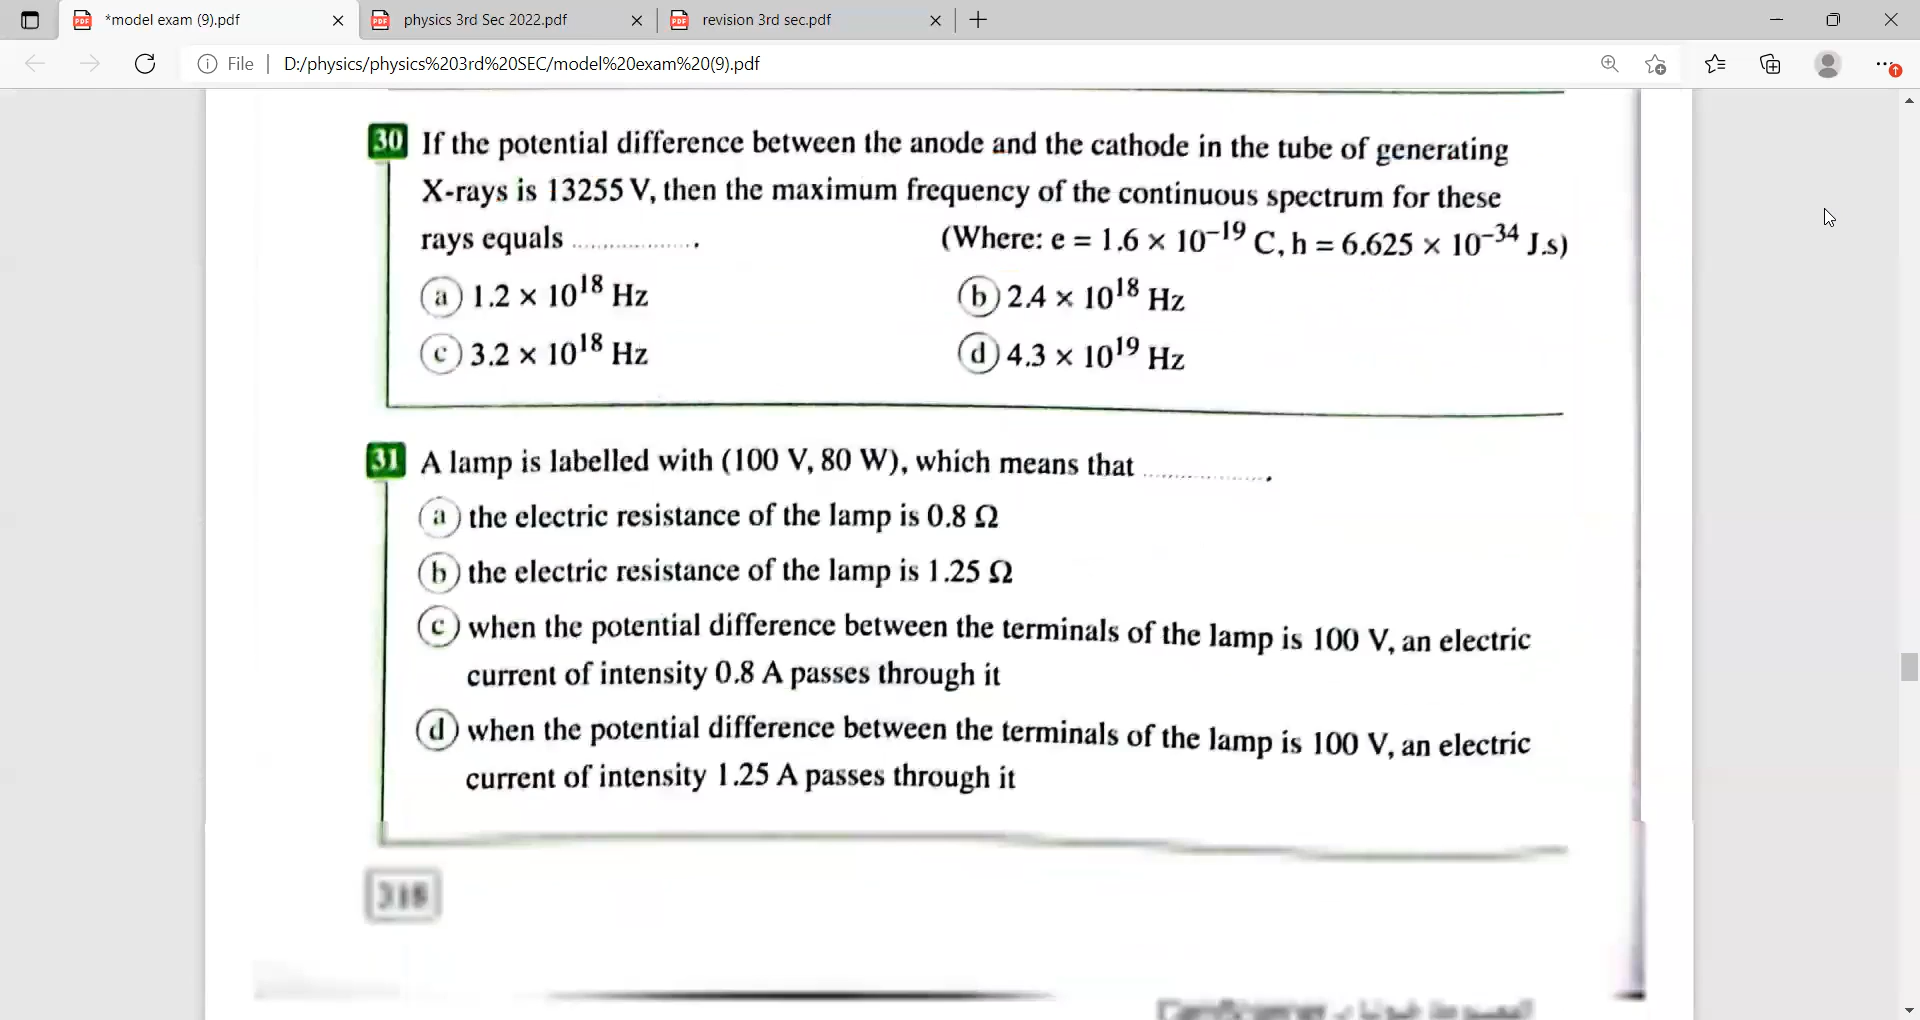 *model exam (9).pdf
physics 3rd Sec 2022.pdf
revision 3rd sec.pdf
File
D:/physics/physics%203rd%20SEC/model%20exam%20(9).pdf
30 If the potential difference between the anode and the cathode in the tube of generating
X-rays is 13255 V, then the maximum frequency of the continuous spectrum for these
rays equals .................. . (Where: e = 1.6 × 10⁻¹⁹ C, h = 6.625 × 10⁻³⁴ J.s)
a 1.2 × 10¹⁸ Hz b 2.4 × 10¹⁸ Hz
c 3.2 × 10¹⁸ Hz d 4.3 × 10¹⁹ Hz
31 A lamp is labelled with (100 V, 80 W), which means that .................. .
a the electric resistance of the lamp is 0.8 Ω
b the electric resistance of the lamp is 1.25 Ω
c when the potential difference between the terminals of the lamp is 100 V, an electric
current of intensity 0.8 A passes through it
d when the potential difference between the terminals of the lamp is 100 V, an electric
current of intensity 1.25 A passes through it